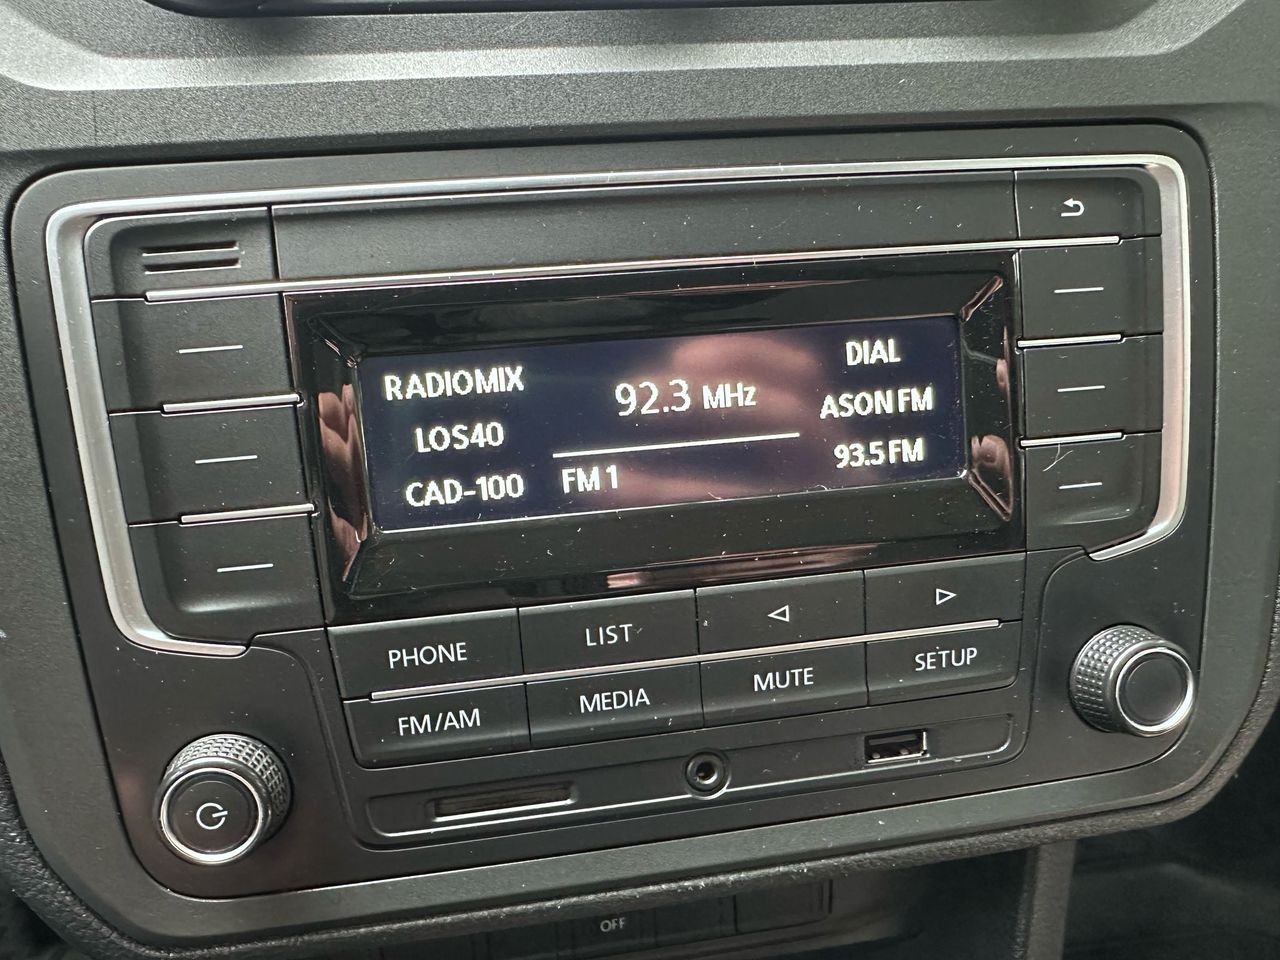 RADIOMIX
LOS40
CAD-100
92.3 MHz
FM 1
DIAL
ASON FM
93.5 FM
PHONE
LIST
FM/AM
MEDIA
MUTE
SETUP
OFF